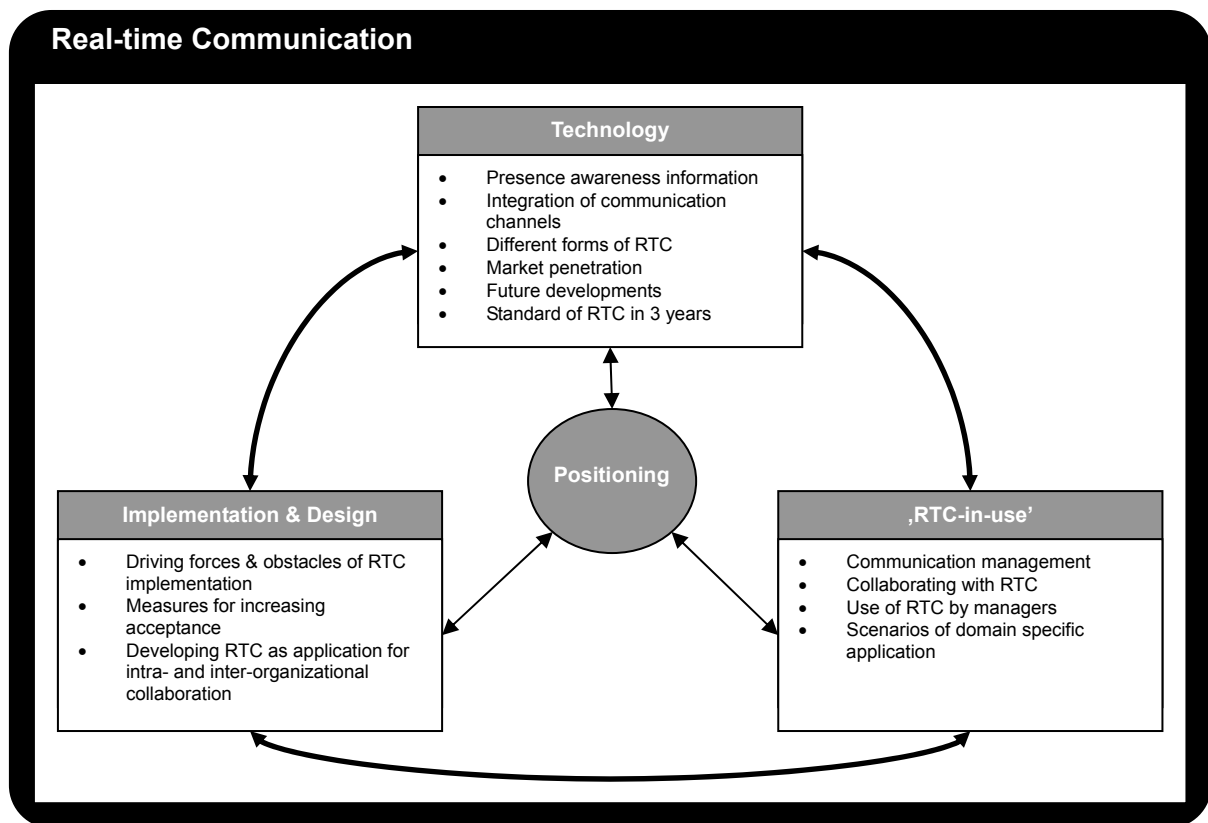 Real-time Communication
Technology
• Presence awareness information
• Integration of communication
channels
• Different forms of RTC
• Market penetration
• Future developments
• Standard of RTC in 3 years
Positioning
Implementation & Design
• Driving forces & obstacles of RTC
implementation
• Measures for increasing
acceptance
• Developing RTC as application for
intra- and inter-organizational
collaboration
‚RTC-in-use’
• Communication management
• Collaborating with RTC
• Use of RTC by managers
• Scenarios of domain specific
application